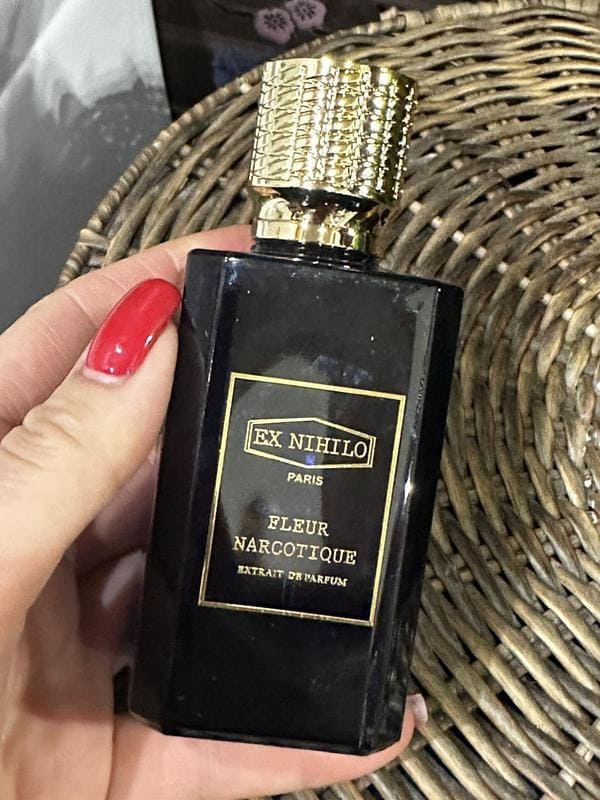 EX NIHILO
PARIS
FLEUR
NARCOTIQUE
EXTRAIT DE PARFUM